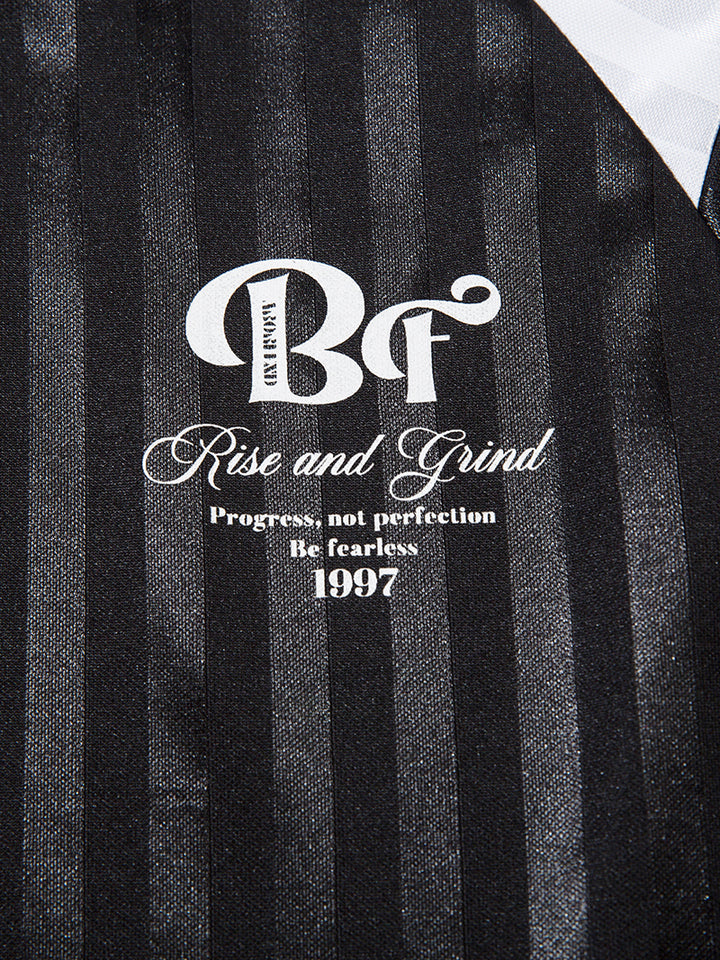 BF
Rise and Grind
Progress, not perfection
Be fearless
1997